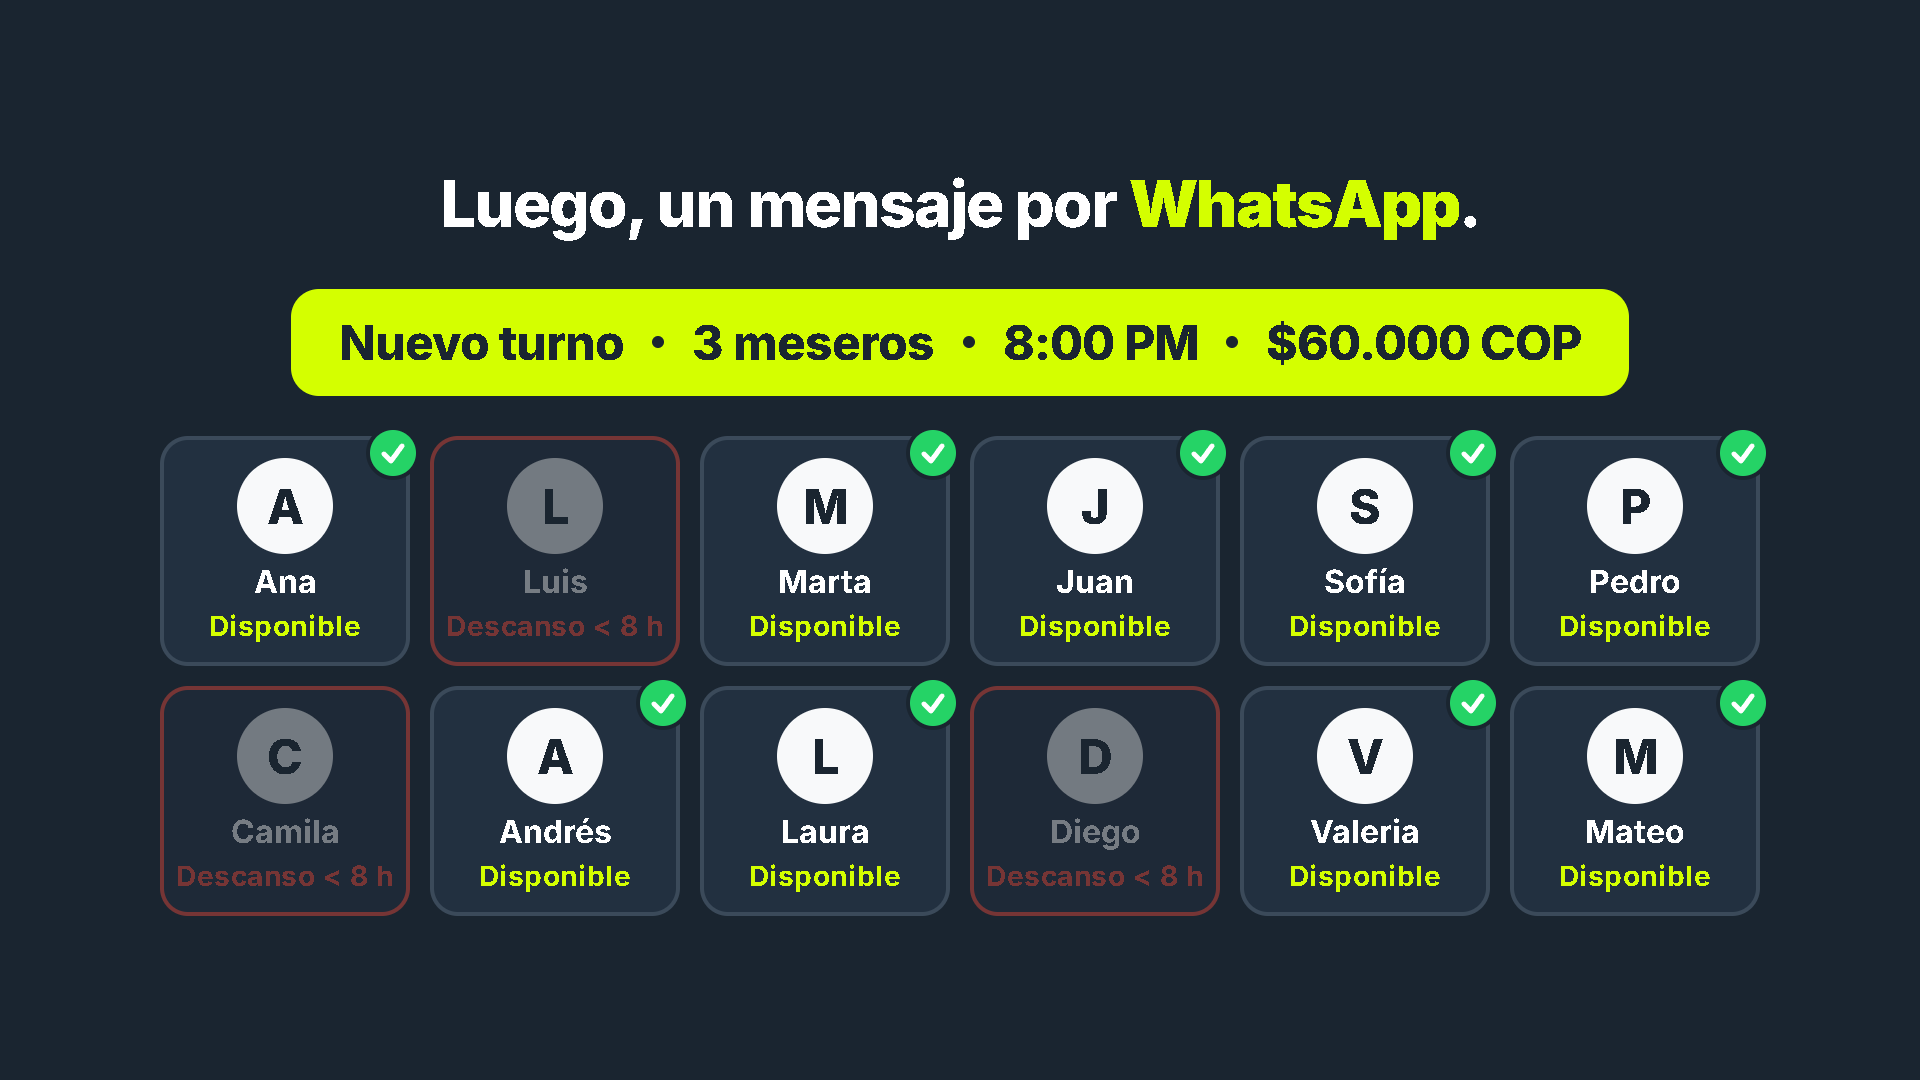 Luego, un mensaje por WhatsApp.
Nuevo turno • 3 meseros • 8:00 PM • $60.000 COP
A L M J S P
Ana Luis Marta Juan Sofía Pedro
Disponible Descanso < 8 h Disponible Disponible Disponible Disponible
C A L D V M
Camila Andrés Laura Diego Valeria Mateo
Descanso < 8 h Disponible Disponible Descanso < 8 h Disponible Disponible